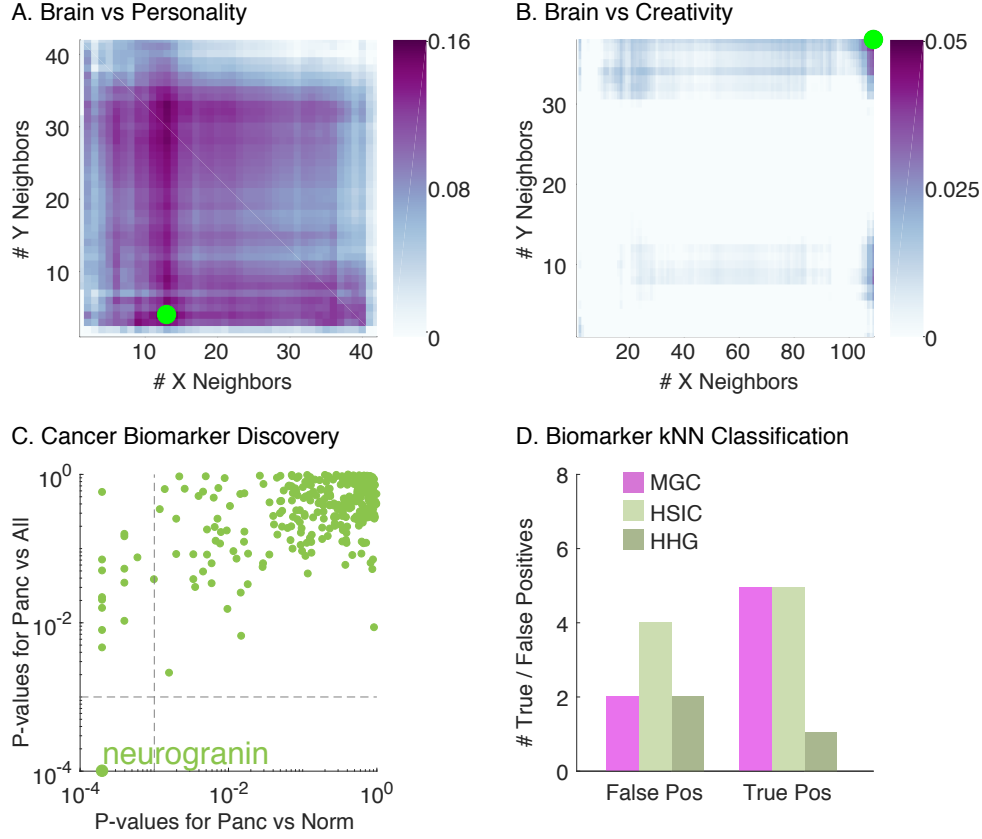 A. Brain vs Personality
40
30
20
10
10 20 30 40
# X Neighbors
# Y Neighbors
0.16
0.08
0
B. Brain vs Creativity
30
20
10
20 40 60 80 100
# X Neighbors
# Y Neighbors
0.05
0.025
0
C. Cancer Biomarker Discovery
10^0
10^-2
10^-4
P-values for Panc vs All
neurogranin
10^-4 10^-2 10^0
P-values for Panc vs Norm
D. Biomarker kNN Classification
8
6
4
2
0
# True / False Positives
MGC
HSIC
HHG
False Pos True Pos